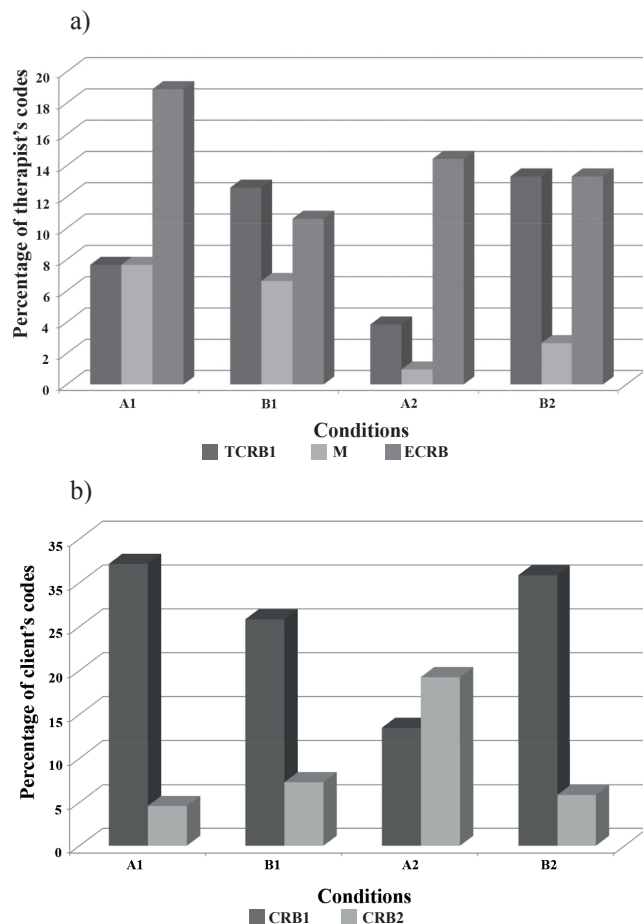 a)
Percentage of therapist's codes
20
18
16
14
12
10
8
6
4
2
0
A1 B1 A2 B2
Conditions
TCRB1 M ECRB
b)
Percentage of client's codes
35
35
25
20
15
10
5
0
A1 B1 A2 B2
Conditions
CRB1 CRB2